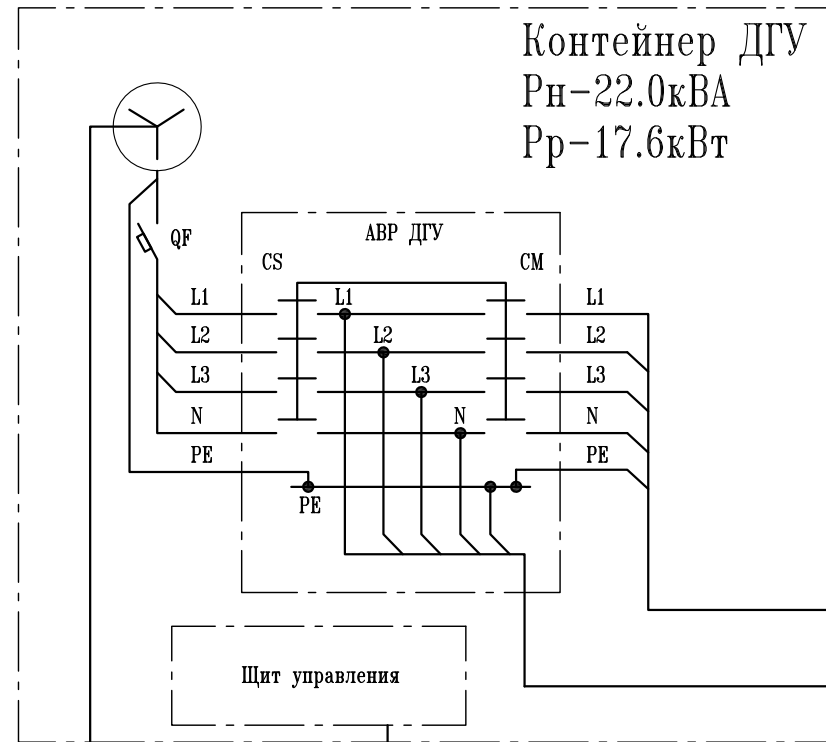 Контейнер ДГУ
Рн-22.0кВА
Рр-17.6кВт
QF
АВР ДГУ
CS
CM
L1
L1
L1
L2
L2
L2
L3
L3
L3
N
N
N
PE
PE
PE
Щит управления